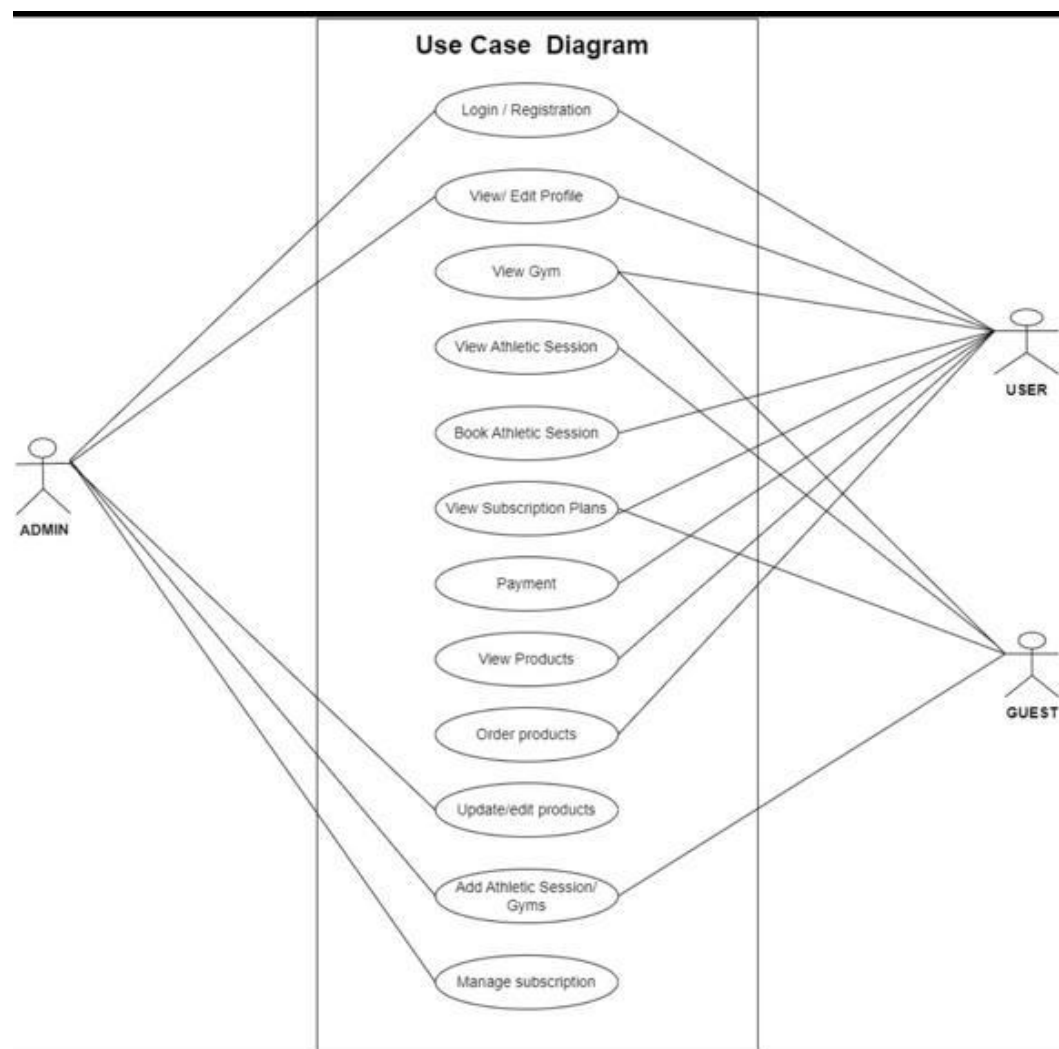 Use Case Diagram
Login / Registration
View/ Edit Profile
View Gym
View Athletic Session
USER
Book Athletic Session
View Subscription Plans
ADMIN
Payment
View Products
GUEST
Order products
Update/edit products
Add Athletic Session/
Gyms
Manage subscription